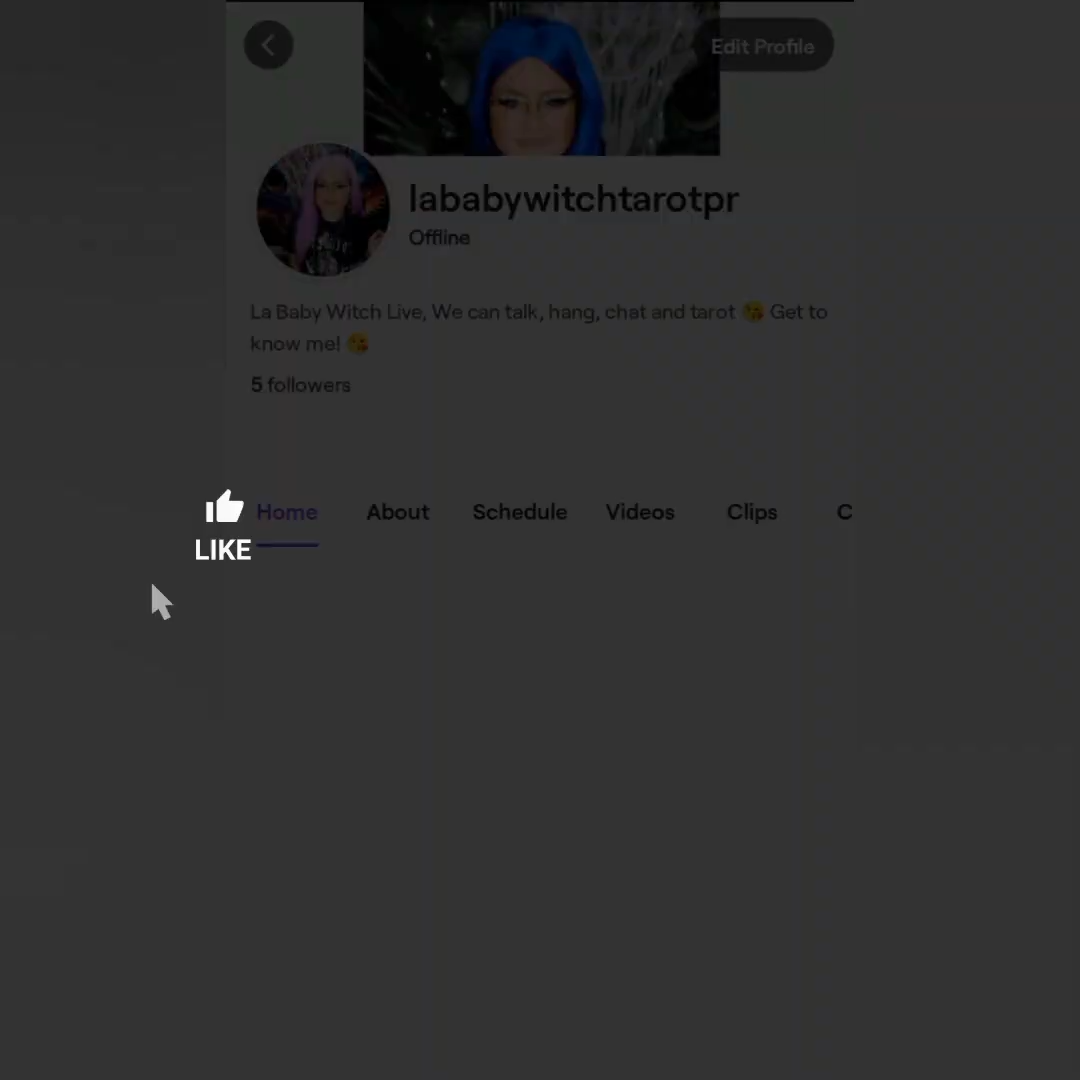 Edit Profile
lababywitchtarotpr
Offline
La Baby Witch Live, We can talk, hang, chat and tarot 😘 Get to
know me! 😘
5 followers
Home About Schedule Videos Clips C
LIKE